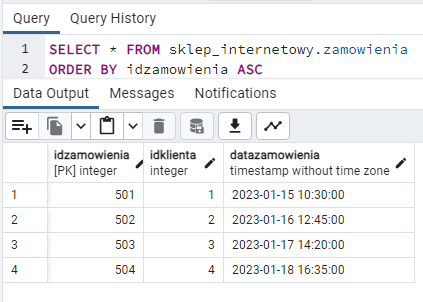 Query Query History
1 SELECT * FROM sklep_internetowy.zamowienia
2 ORDER BY idzamowienia ASC
Data Output Messages Notifications
idzamowienia idklienta datazamowienia
[PK] integer integer timestamp without time zone
1 501 1 2023-01-15 10:30:00
2 502 2 2023-01-16 12:45:00
3 503 3 2023-01-17 14:20:00
4 504 4 2023-01-18 16:35:00